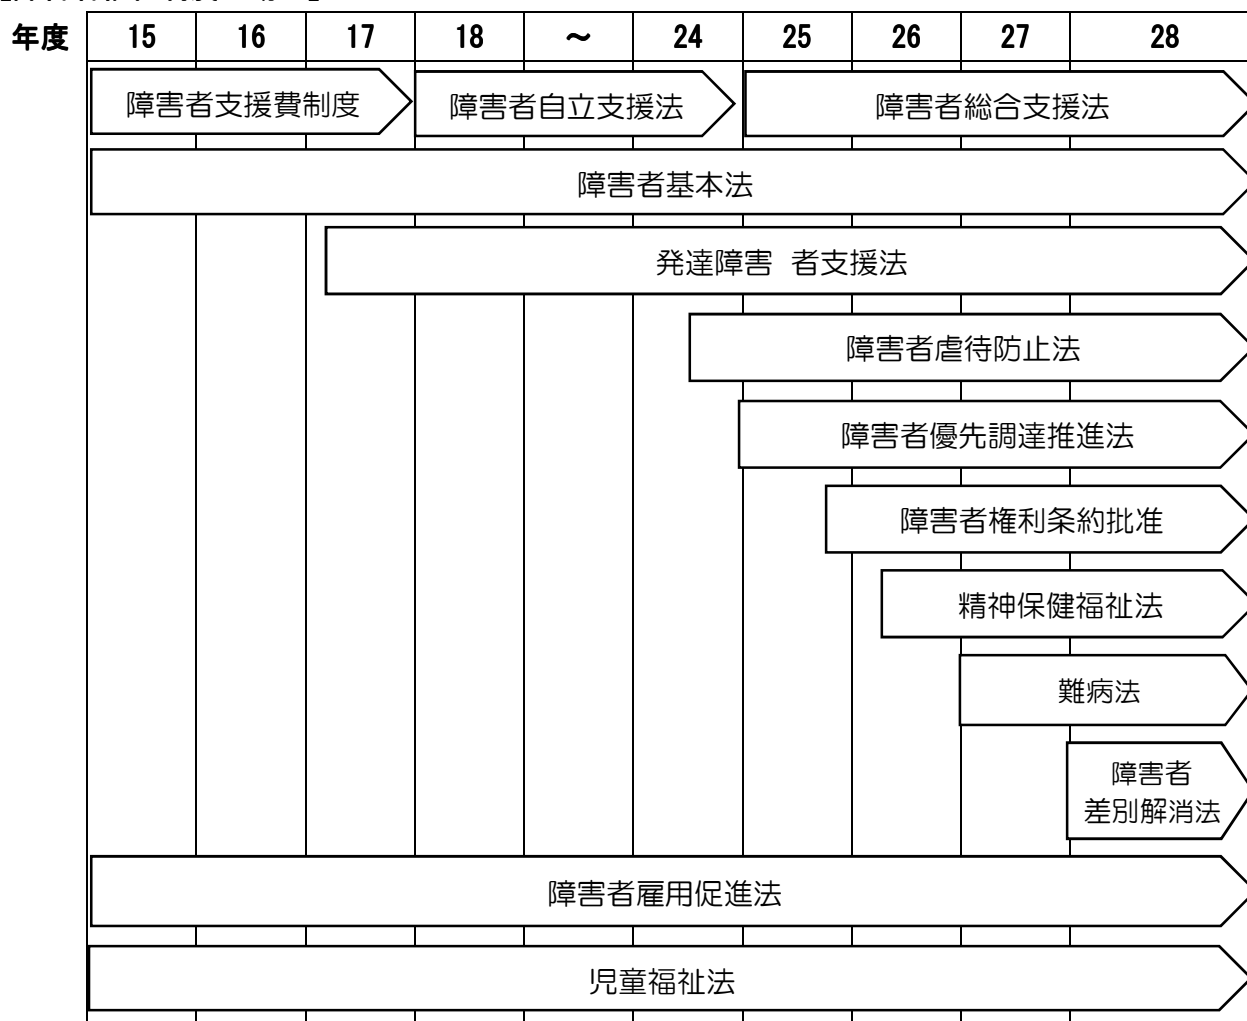 年度 15 16 17 18 ～ 24 25 26 27 28
障害者支援費制度 障害者自立支援法 障害者総合支援法
障害者基本法
発達障害 者支援法
障害者虐待防止法
障害者優先調達推進法
障害者権利条約批准
精神保健福祉法
難病法
障害者
差別解消法
障害者雇用促進法
児童福祉法